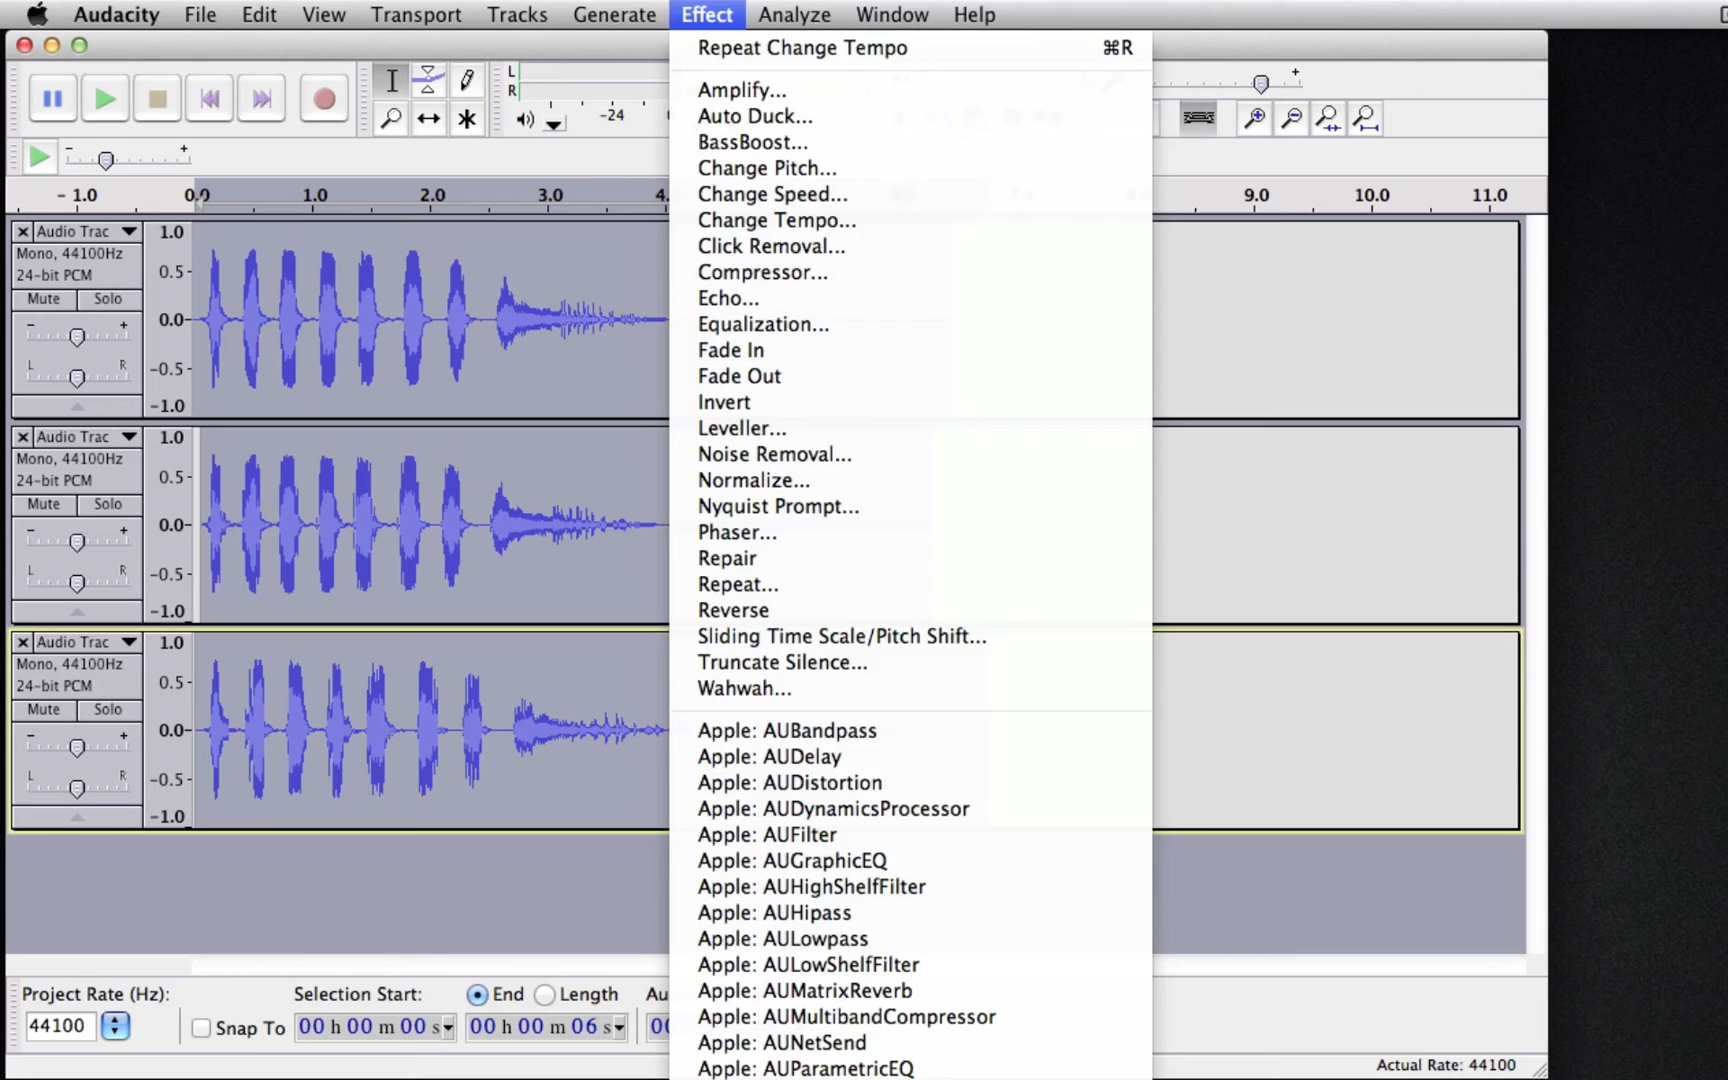 Audacity File Edit View Transport Tracks Generate Effect Analyze Window Help
Repeat Change Tempo ⌘R
Amplify...
Auto Duck...
BassBoost...
Change Pitch...
Change Speed...
Change Tempo...
Click Removal...
Compressor...
Echo...
Equalization...
Fade In
Fade Out
Invert
Leveller...
Noise Removal...
Normalize...
Nyquist Prompt...
Phaser...
Repair
Repeat...
Reverse
Sliding Time Scale/Pitch Shift...
Truncate Silence...
Wahwah...
Apple: AUBandpass
Apple: AUDelay
Apple: AUDistortion
Apple: AUDynamicsProcessor
Apple: AUFilter
Apple: AUGraphicEQ
Apple: AUHighShelfFilter
Apple: AUHipass
Apple: AULowpass
Apple: AULowShelfFilter
Apple: AUMatrixReverb
Apple: AUMultibandCompressor
Apple: AUNetSend
Apple: AUParametricEQ
L
R
-24
- +
- 1.0 0.0 1.0 2.0 3.0 4. 9.0 10.0 11.0
Audio Trac
Mono, 44100Hz
24-bit PCM
Mute Solo
- +
L R
1.0
0.5-
0.0-
-0.5-
-1.0
Audio Trac
Mono, 44100Hz
24-bit PCM
Mute Solo
- +
L R
1.0
0.5-
0.0-
-0.5-
-1.0
Audio Trac
Mono, 44100Hz
24-bit PCM
Mute Solo
- +
L R
1.0
0.5-
0.0-
-0.5-
-1.0
Project Rate (Hz): Selection Start: End Length Au
44100 Snap To 00 h 00 m 00 s 00 h 00 m 06 s 00
Actual Rate: 44100